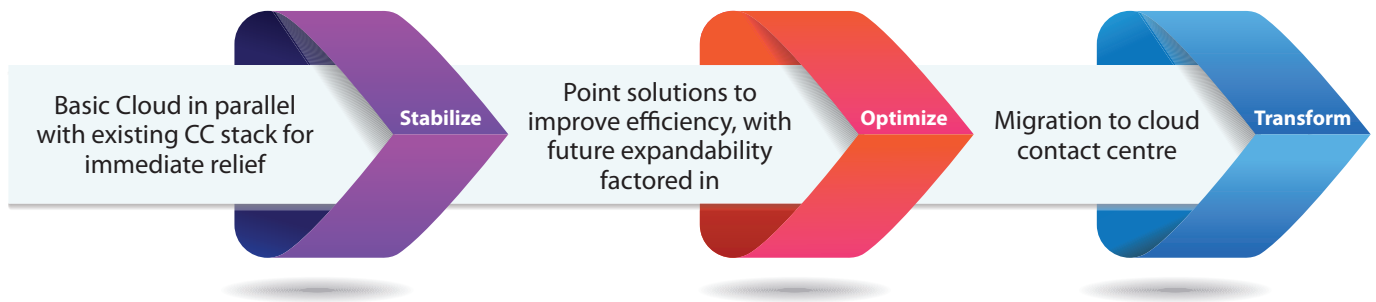 Basic Cloud in parallel
with existing CC stack for
immediate relief
Stabilize
Point solutions to
improve efficiency, with
future expandability
factored in
Optimize
Migration to cloud
contact centre
Transform